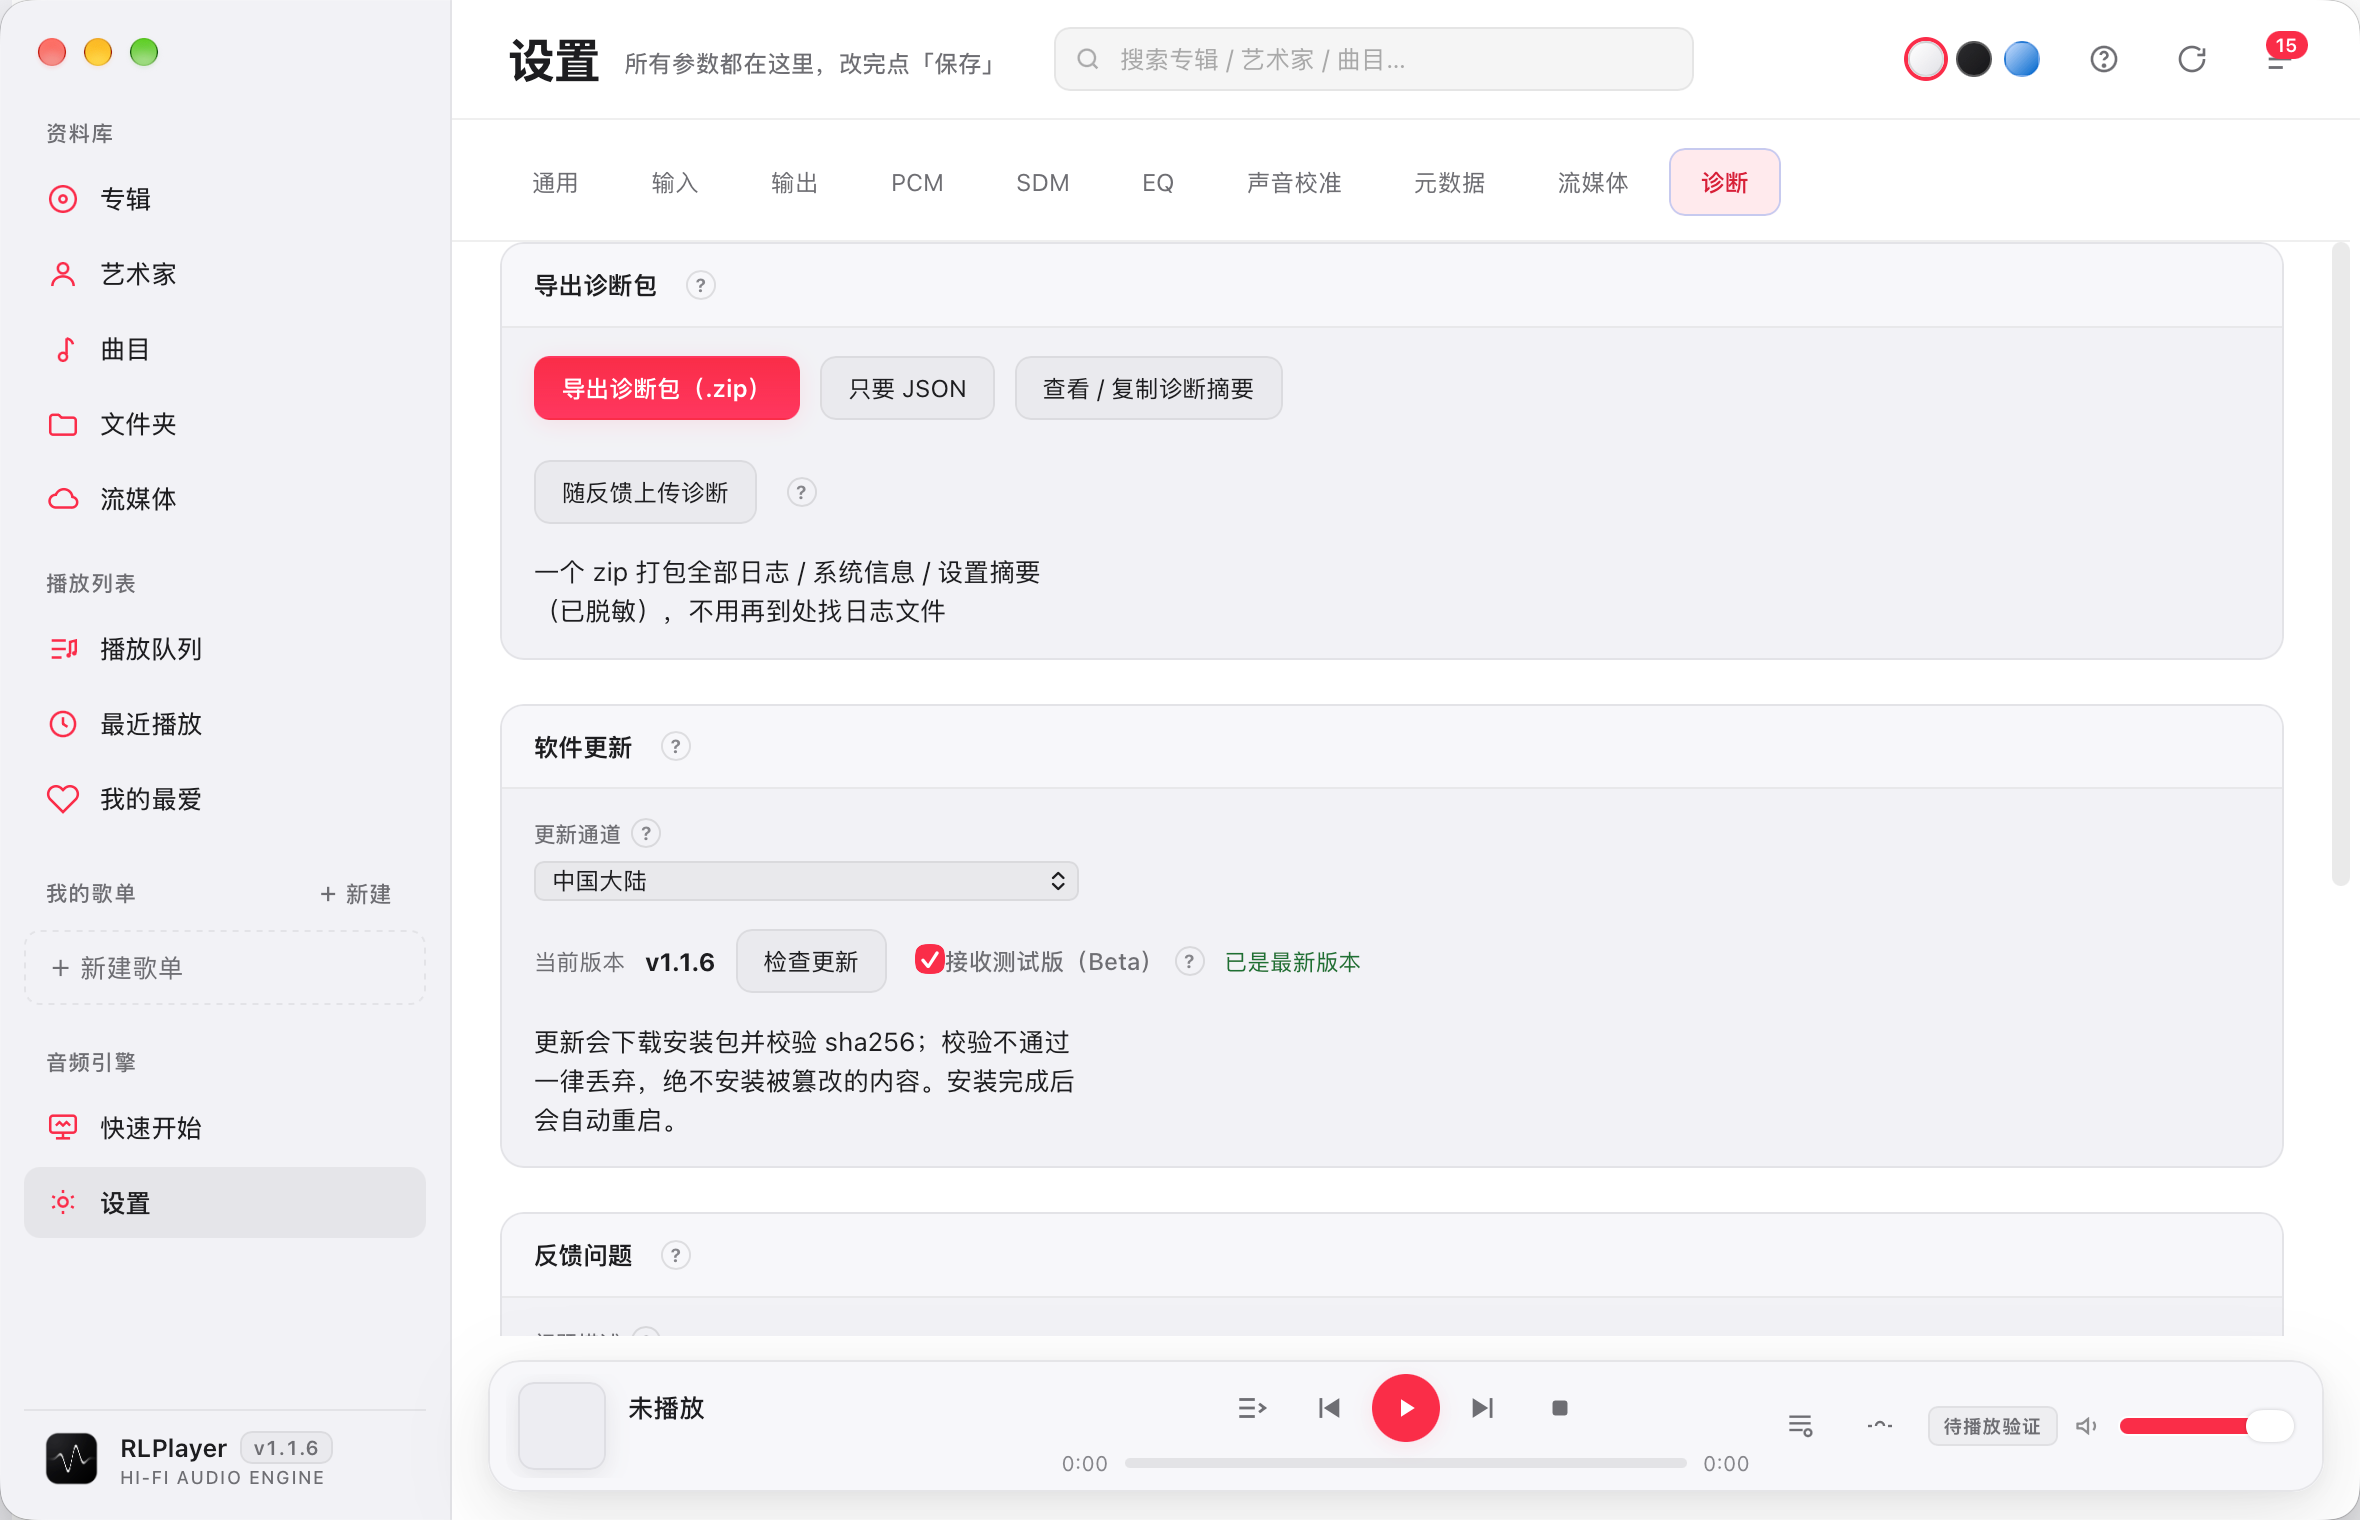 资料库
专辑
艺术家
曲目
文件夹
流媒体
播放列表
播放队列
最近播放
我的最爱
我的歌单 + 新建
+ 新建歌单
音频引擎
快速开始
设置
RLPlayer v1.1.6
HI-FI AUDIO ENGINE
设置 所有参数都在这里，改完点「保存」
搜索专辑 / 艺术家 / 曲目...
15
通用 输入 输出 PCM SDM EQ 声音校准 元数据 流媒体 诊断
导出诊断包 ?
导出诊断包（.zip） 只要 JSON 查看 / 复制诊断摘要
随反馈上传诊断 ?
一个 zip 打包全部日志 / 系统信息 / 设置摘要
（已脱敏），不用再到处找日志文件
软件更新 ?
更新通道 ?
中国大陆
当前版本 v1.1.6 检查更新 接收测试版（Beta） ? 已是最新版本
更新会下载安装包并校验 sha256；校验不通过
一律丢弃，绝不安装被篡改的内容。安装完成后
会自动重启。
反馈问题 ?
未播放
0:00 0:00
待播放验证